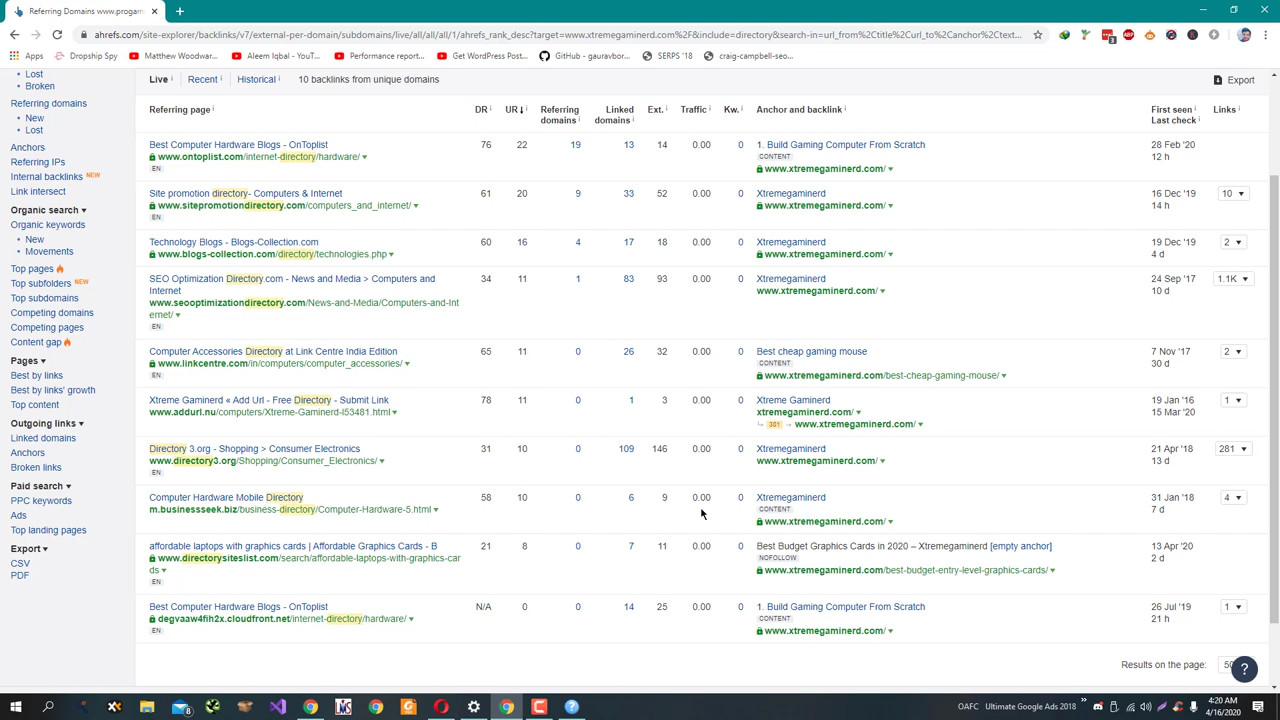 Referring Domains www.progam
ahrefs.com/site-explorer/backlinks/v7/external-per-domain/subdomains/live/all/all/all/1/ahrefs_rank_desc?target=www.xtremegaminerd.com%2F&include=directory&search-in=url_from%2Ctitle%2Curl_to%2Canchor%2Ctext...
Apps Dropship Spy Matthew Woodwar... Aleem Iqbal - YouT... Performance report... Get WordPress Post... GitHub - gauravbor... SERPS '18 craig-campbell-seo...
Lost
Broken
Referring domains
New
Lost
Anchors
Referring IPs
Internal backlinks NEW
Link intersect
Organic search
Organic keywords
New
Movements
Top pages
Top subfolders NEW
Top subdomains
Competing domains
Competing pages
Content gap
Pages
Best by links
Best by links' growth
Top content
Outgoing links
Linked domains
Anchors
Broken links
Paid search
PPC keywords
Ads
Top landing pages
Export
CSV
PDF
Live i Recent i Historical i 10 backlinks from unique domains Export
Referring page i DR i UR i Referring domains i Linked domains i Ext. i Traffic i Kw. i Anchor and backlink i First seen Last check i Links i
Best Computer Hardware Blogs - OnToplist 76 22 19 13 14 0.00 0 1. Build Gaming Computer From Scratch 28 Feb '20
www.ontoplist.com/internet-directory/hardware/ CONTENT 12 h
EN www.xtremegaminerd.com/
Site promotion directory- Computers & Internet 61 20 9 33 52 0.00 0 Xtremegaminerd 16 Dec '19 10
www.sitepromotiondirectory.com/computers_and_internet/ www.xtremegaminerd.com/ 14 h
EN
Technology Blogs - Blogs-Collection.com 60 16 4 17 18 0.00 0 Xtremegaminerd 19 Dec '19 2
www.blogs-collection.com/directory/technologies.php www.xtremegaminerd.com/ 4 d
SEO Optimization Directory.com - News and Media > Computers and 34 11 1 83 93 0.00 0 Xtremegaminerd 24 Sep '17 1.1K
Internet www.xtremegaminerd.com/ 10 d
www.seooptimizationdirectory.com/News-and-Media/Computers-and-Int
ernet/
EN
Computer Accessories Directory at Link Centre India Edition 65 11 0 26 32 0.00 0 Best cheap gaming mouse 7 Nov '17 2
www.linkcentre.com/in/computers/computer_accessories/ CONTENT 30 d
EN www.xtremegaminerd.com/best-cheap-gaming-mouse/
Xtreme Gaminerd « Add Url - Free Directory - Submit Link 78 11 0 1 3 0.00 0 Xtreme Gaminerd 19 Jan '16 1
www.addurl.nu/computers/Xtreme-Gaminerd-l53481.html xtremegaminerd.com/ 15 Mar '20
301 → www.xtremegaminerd.com/
Directory 3.org - Shopping > Consumer Electronics 31 10 0 109 146 0.00 0 Xtremegaminerd 21 Apr '18 281
www.directory3.org/Shopping/Consumer_Electronics/ www.xtremegaminerd.com/ 13 d
EN
Computer Hardware Mobile Directory 58 10 0 6 9 0.00 0 Xtremegaminerd 31 Jan '18 4
m.businessseek.biz/business-directory/Computer-Hardware-5.html CONTENT 7 d
www.xtremegaminerd.com/
affordable laptops with graphics cards | Affordable Graphics Cards - B 21 8 0 7 11 0.00 0 Best Budget Graphics Cards in 2020 – Xtremegaminerd [empty anchor] 13 Apr '20
www.directorysiteslist.com/search/affordable-laptops-with-graphics-car NOFOLLOW 2 d
ds www.xtremegaminerd.com/best-budget-entry-level-graphics-cards/
EN
Best Computer Hardware Blogs - OnToplist N/A 0 0 14 25 0.00 0 1. Build Gaming Computer From Scratch 26 Jul '19 1
degvaaw4fih2x.cloudfront.net/internet-directory/hardware/ CONTENT 21 h
EN www.xtremegaminerd.com/
Results on the page: 50
?
OAFC Ultimate Google Ads 2018 4:20 AM
4/16/2020